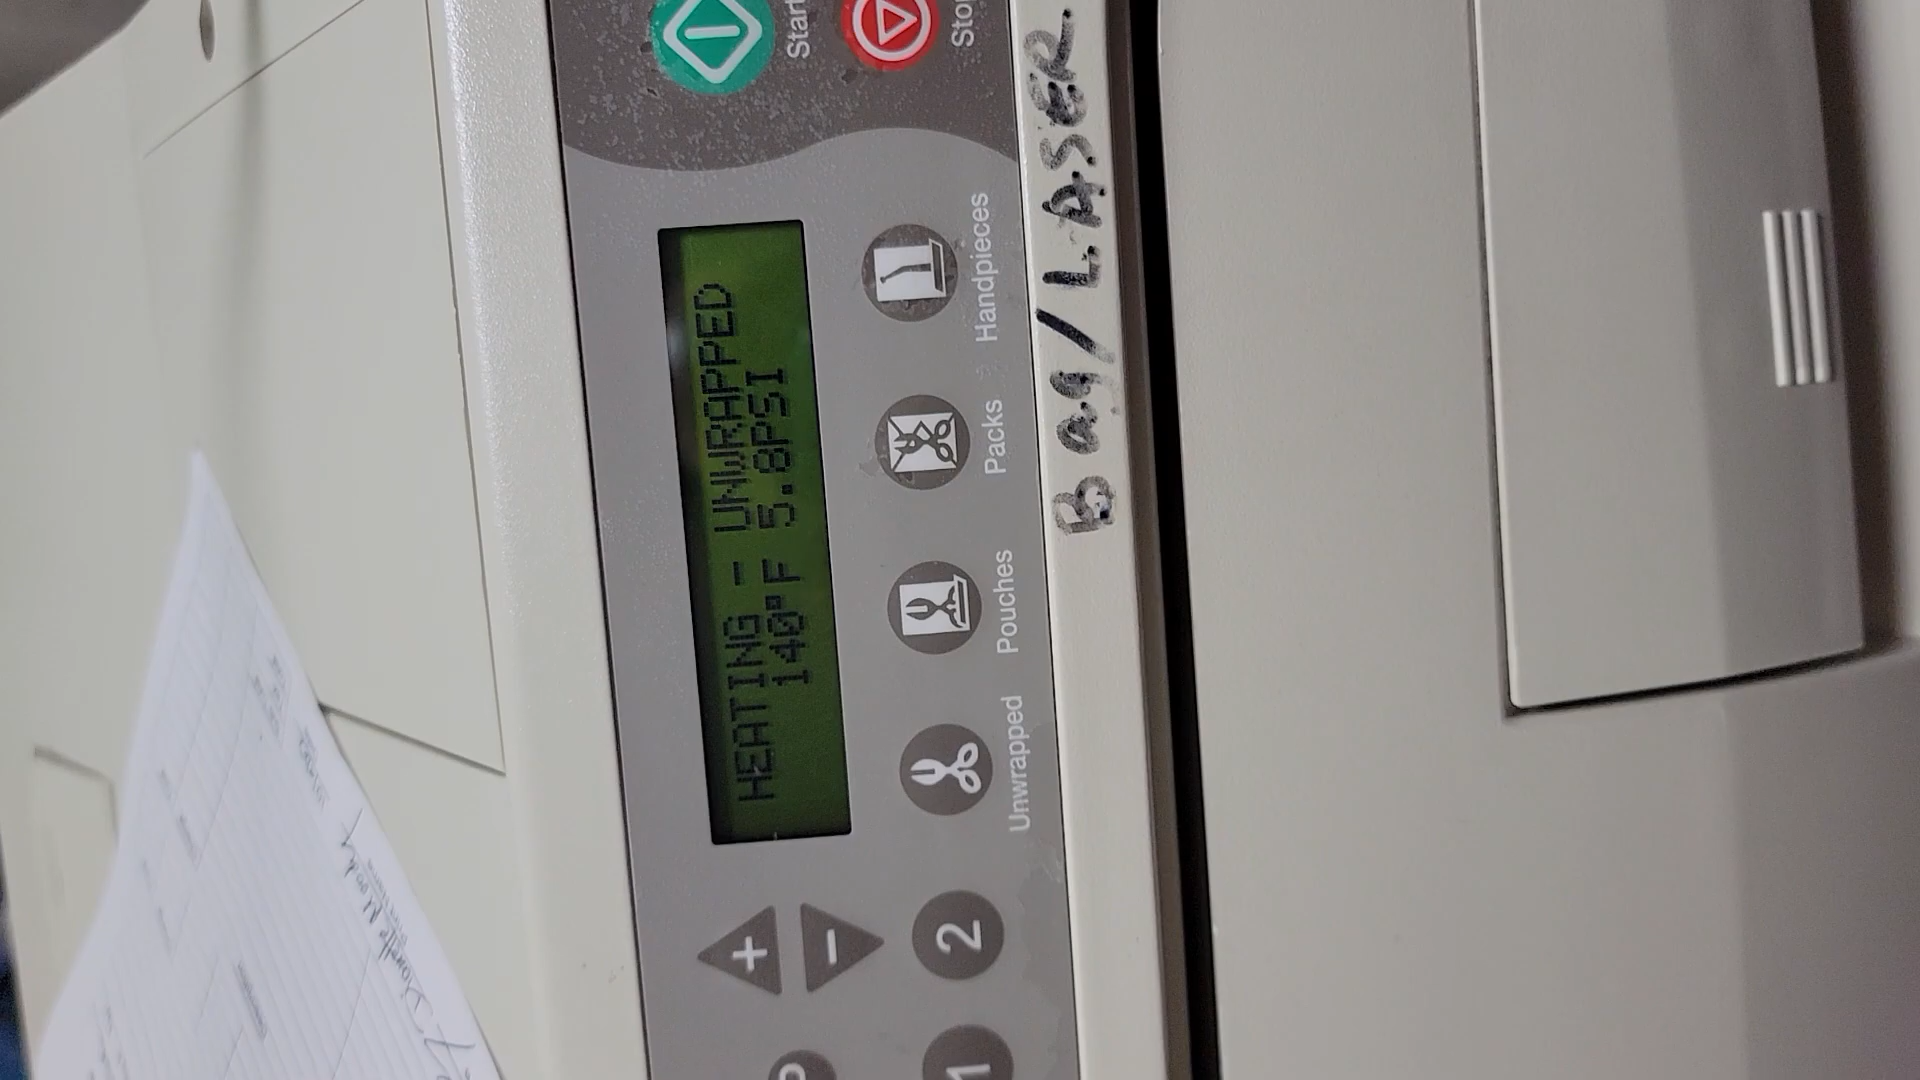 Start
Stop
HEATING - UNWRAPPED
140°F 5.8PSI
Unwrapped
Pouches
Packs
Handpieces
+
-
2
1
P
Bag/LASER